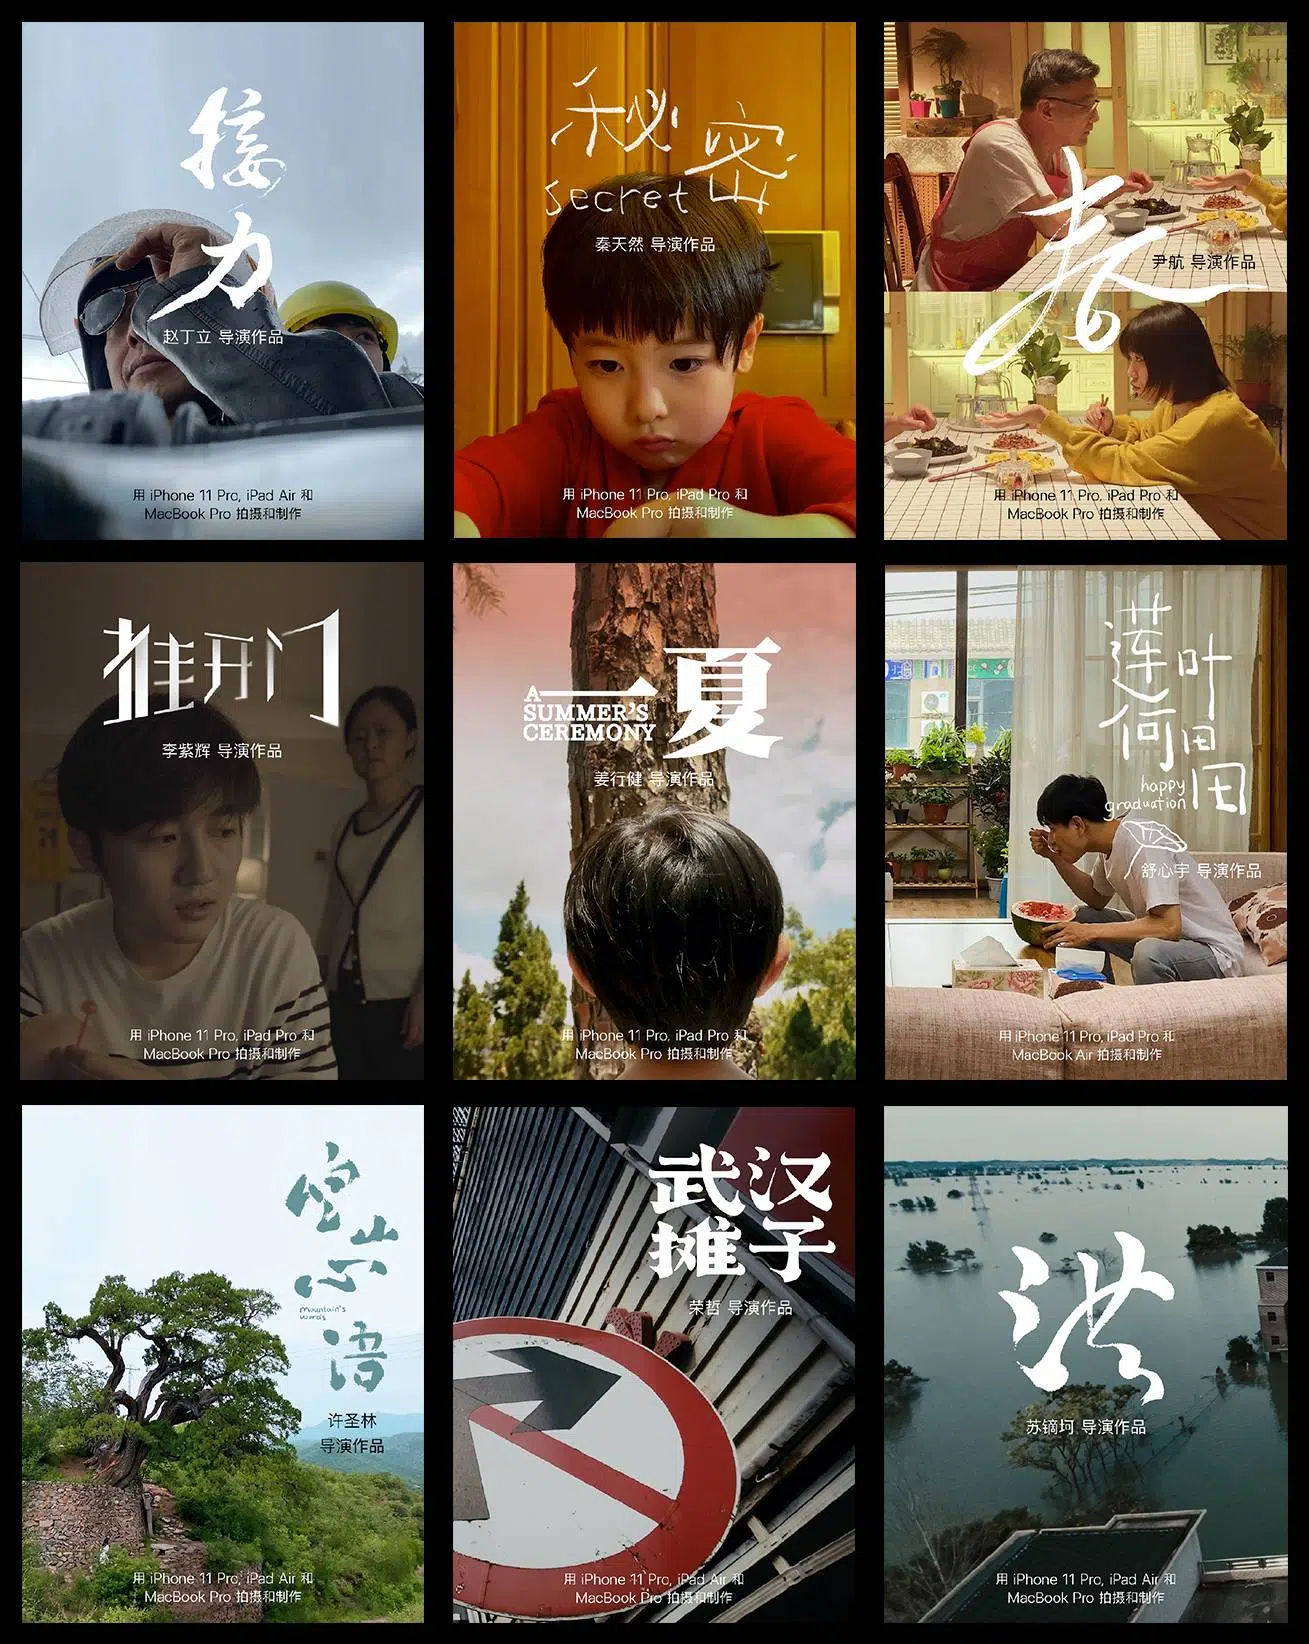 接
力
赵丁立 导演作品
用 iPhone 11 Pro, iPad Air 和
MacBook Pro 拍摄和制作
秘密
secret
秦天然 导演作品
用 iPhone 11 Pro, iPad Pro 和
MacBook Pro 拍摄和制作
尹航 导演作品
用 iPhone 11 Pro, iPad Pro 和
MacBook Pro 拍摄和制作
推开门
李紫辉 导演作品
用 iPhone 11 Pro, iPad Pro 和
MacBook Pro 拍摄和制作
一夏
A
SUMMER'S
CEREMONY
姜行健 导演作品
用 iPhone 11 Pro, iPad Pro 和
MacBook Pro 拍摄和制作
莲叶
何田田
happy
graduation
舒心宇 导演作品
用 iPhone 11 Pro, iPad Pro 和
MacBook Air 拍摄和制作
空
山
心
mountain's
words
语
许圣林
导演作品
用 iPhone 11 Pro, iPad Air 和
MacBook Pro 拍摄和制作
武汉
摊子
荣哲 导演作品
用 iPhone 11 Pro, iPad Air 和
MacBook Pro 拍摄和制作
洪
苏镝坷 导演作品
用 iPhone 11 Pro, iPad Air 和
MacBook Pro 拍摄和制作